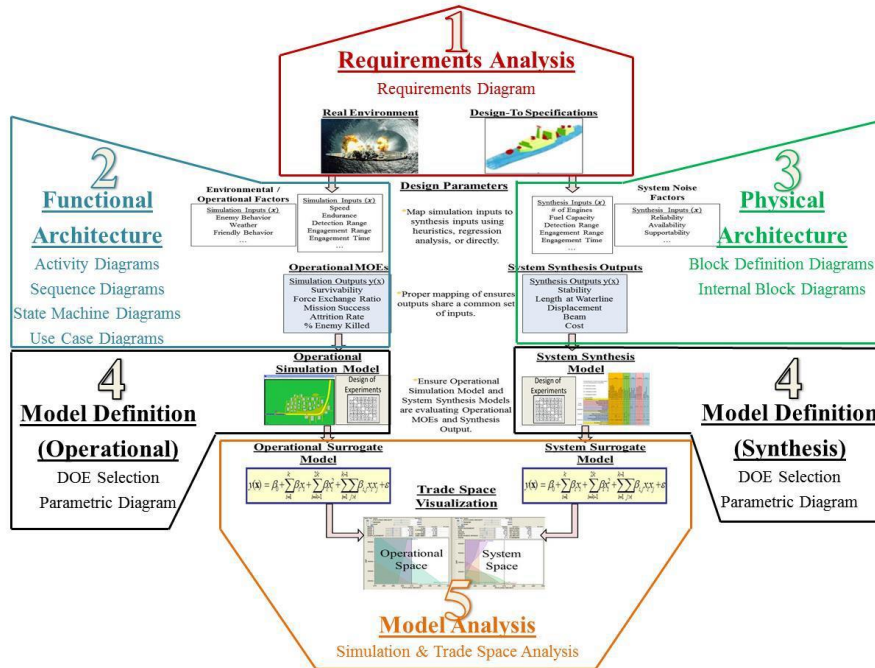 1
Requirements Analysis
Requirements Diagram
Real Environment
Design-To Specifications
2
Functional
Architecture
Activity Diagrams
Sequence Diagrams
State Machine Diagrams
Use Case Diagrams
Environmental /
Operational Factors
Simulation Inputs (x)
Enemy Behavior
Weather
Friendly Behavior
…
Simulation Inputs (x)
Speed
Endurance
Detection Range
Engagement Range
Engagement Time
…
Operational MOEs
Simulation Outputs y(x)
Survivability
Force Exchange Ratio
Mission Success
Attrition Rate
% Enemy Killed
Design Parameters
*Map simulation inputs to
synthesis inputs using
heuristics, regression
analysis, or directly.
*Proper mapping of ensures
outputs share a common set
of inputs.
*Ensure Operational
Simulation Model and
System Synthesis Models
are evaluating Operational
MOEs and Synthesis
Output.
Synthesis Inputs (x)
# of Engines
Fuel Capacity
Detection Range
Engagement Range
Engagement Time
…
System Noise
Factors
Synthesis Inputs (x)
Reliability
Availability
Supportability
…
System Synthesis Outputs
Synthesis Outputs y(x)
Stability
Length at Waterline
Displacement
Beam
Cost
3
Physical
Architecture
Block Definition Diagrams
Internal Block Diagrams
4
Model Definition
(Operational)
DOE Selection
Parametric Diagram
Operational
Simulation Model
Design of
Experiments
System Synthesis
Model
Design of
Experiments
4
Model Definition
(Synthesis)
DOE Selection
Parametric Diagram
Operational Surrogate
Model
System Surrogate
Model
Trade Space
Visualization
Operational
Space
System
Space
5
Model Analysis
Simulation & Trade Space Analysis